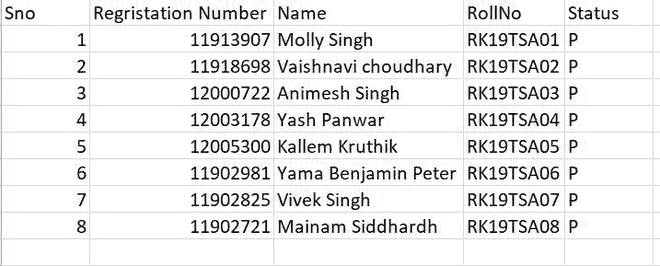 Sno Regristation Number Name RollNo Status
1 11913907 Molly Singh RK19TSA01 P
2 11918698 Vaishnavi choudhary RK19TSA02 P
3 12000722 Animesh Singh RK19TSA03 P
4 12003178 Yash Panwar RK19TSA04 P
5 12005300 Kallem Kruthik RK19TSA05 P
6 11902981 Yama Benjamin Peter RK19TSA06 P
7 11902825 Vivek Singh RK19TSA07 P
8 11902721 Mainam Siddhardh RK19TSA08 P